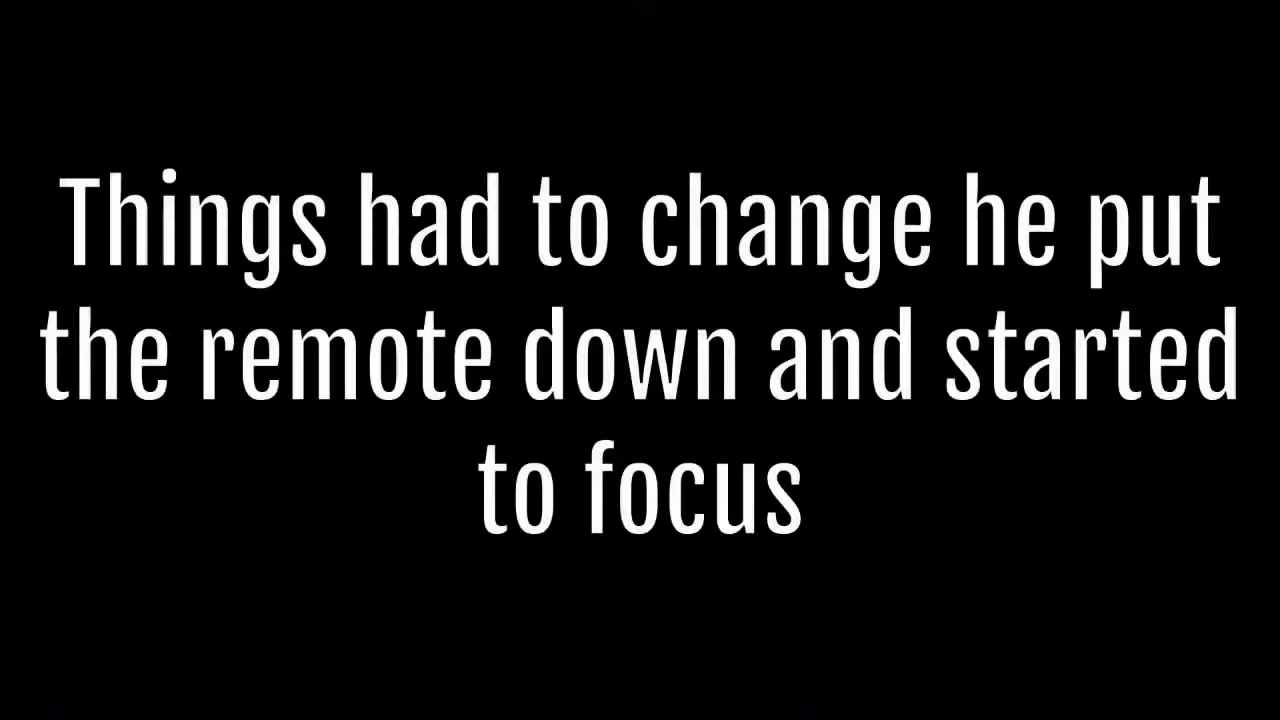 Things had to change he put
the remote down and started
to focus